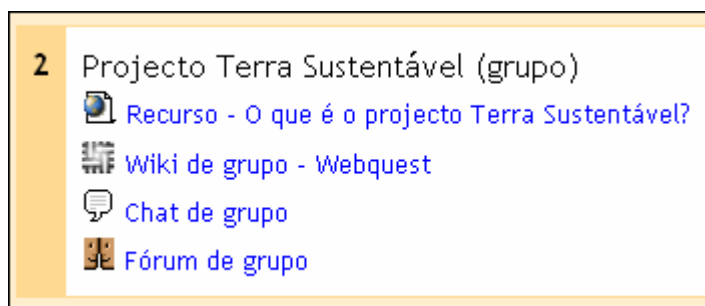 2 Projecto Terra Sustentável (grupo)
Recurso - O que é o projecto Terra Sustentável?
Wiki de grupo - Webquest
Chat de grupo
Fórum de grupo